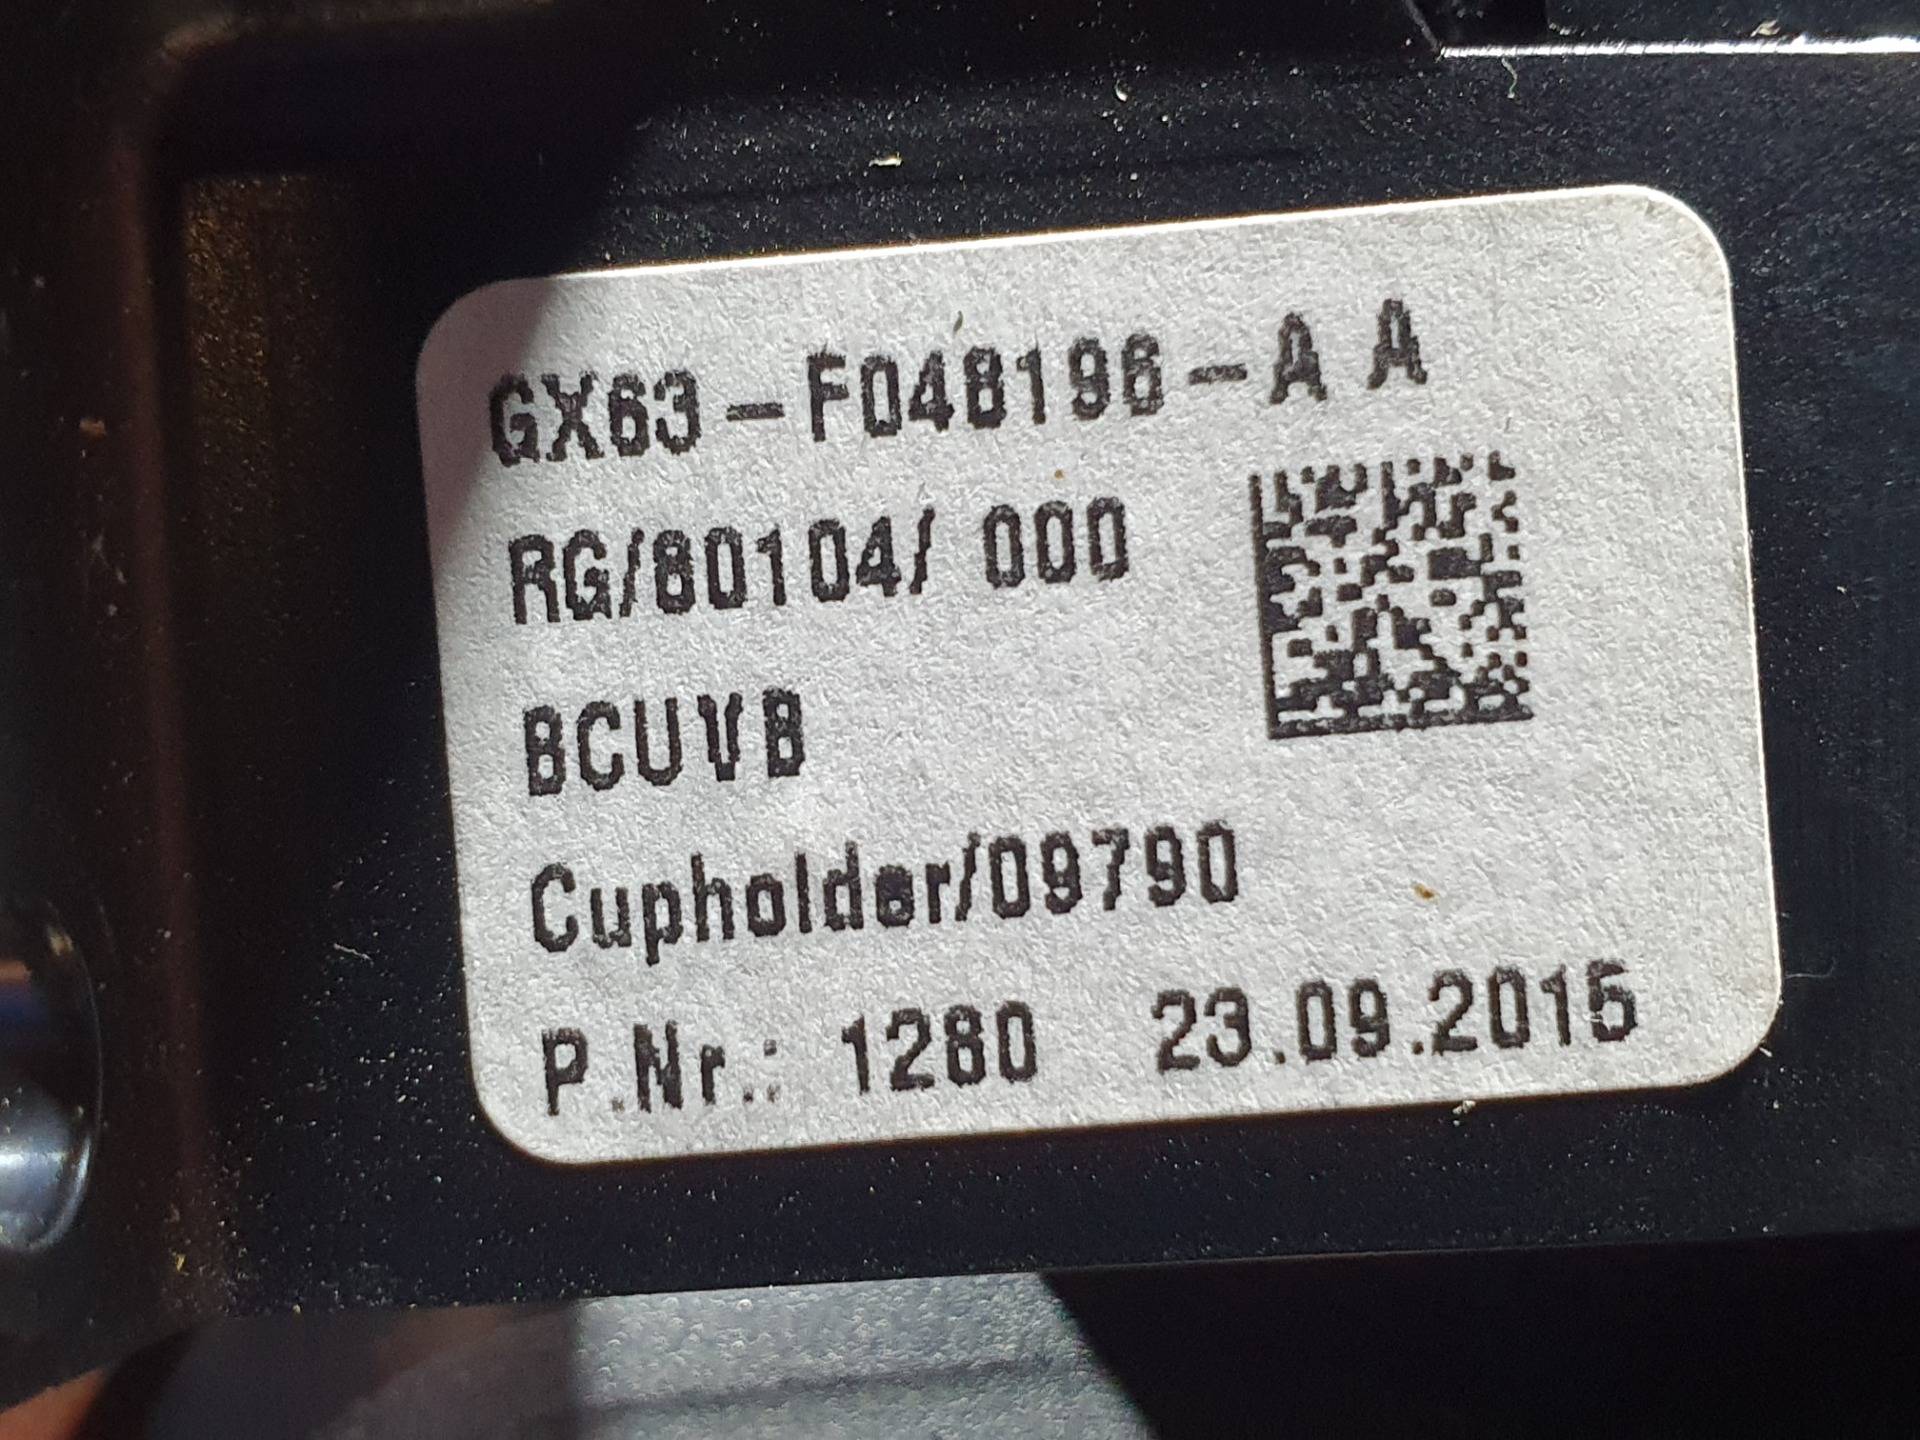 GX63-F048196-AA
RG/80104/ 000
BCUVB
Cupholder/09790
P.Nr.: 1280 23.09.2015